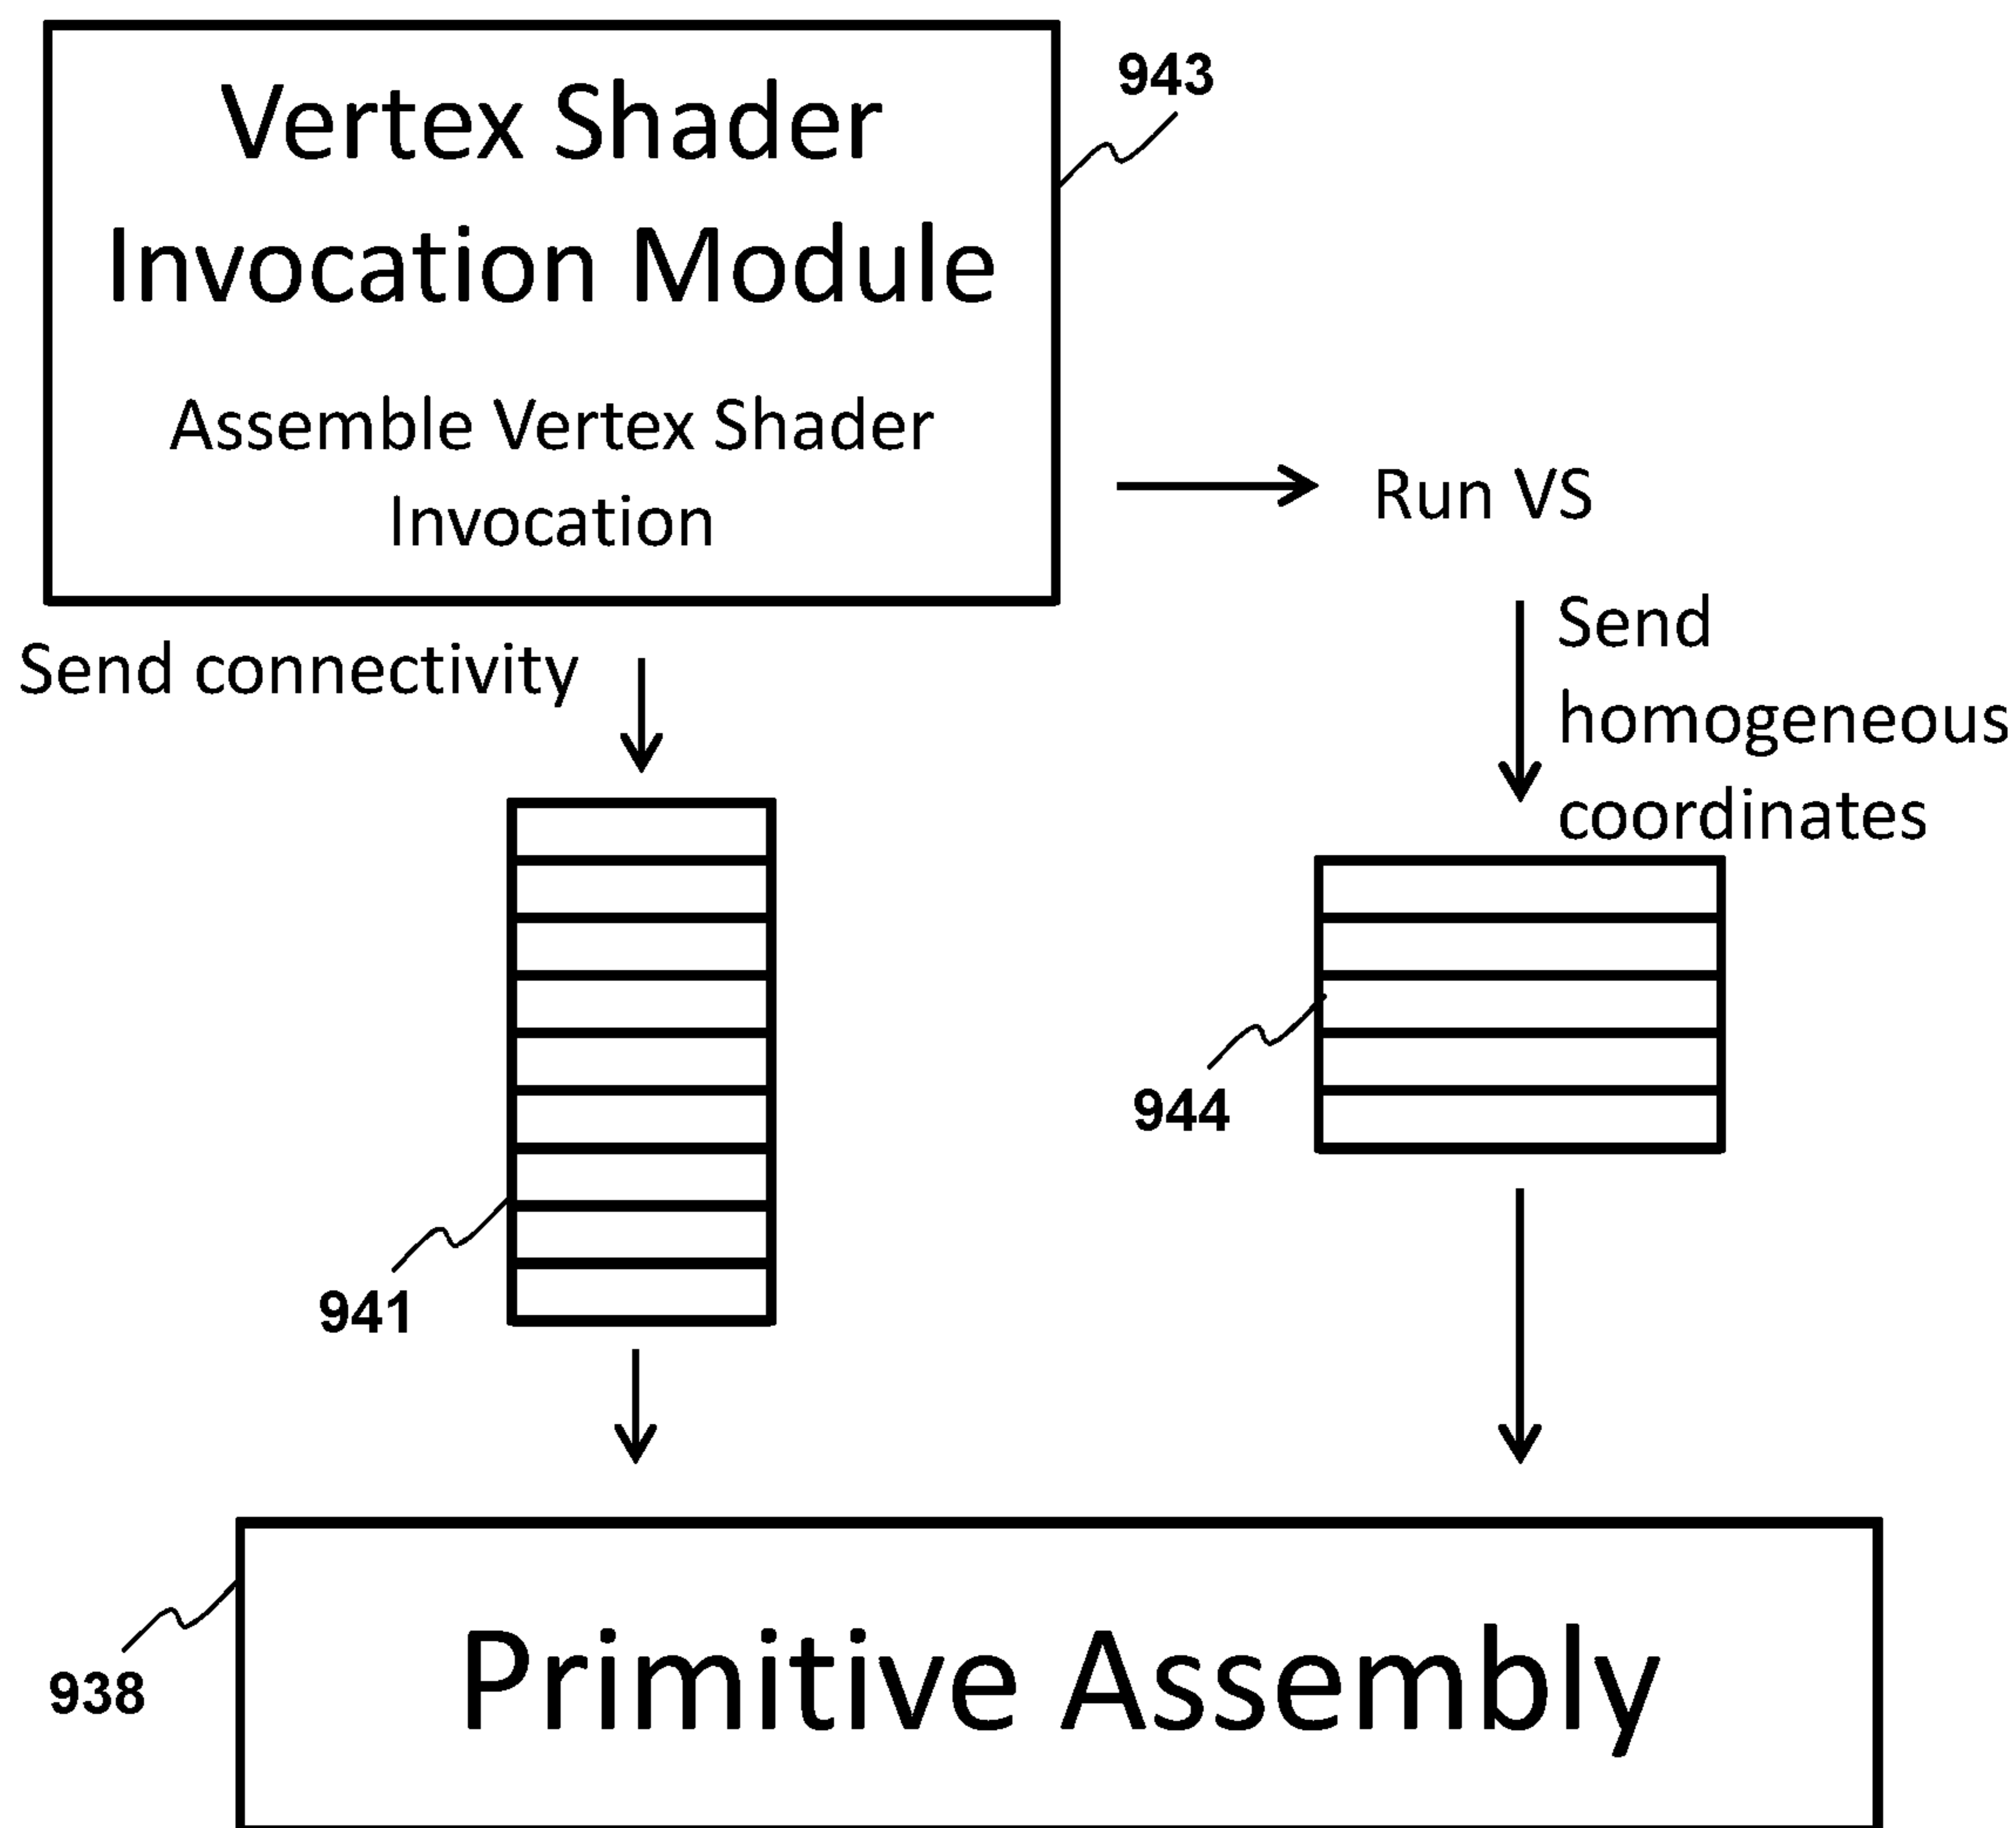 Vertex Shader
Invocation Module
Assemble Vertex Shader
Invocation
943
Run VS
Send connectivity
Send
homogeneous
coordinates
944
941
938
Primitive Assembly